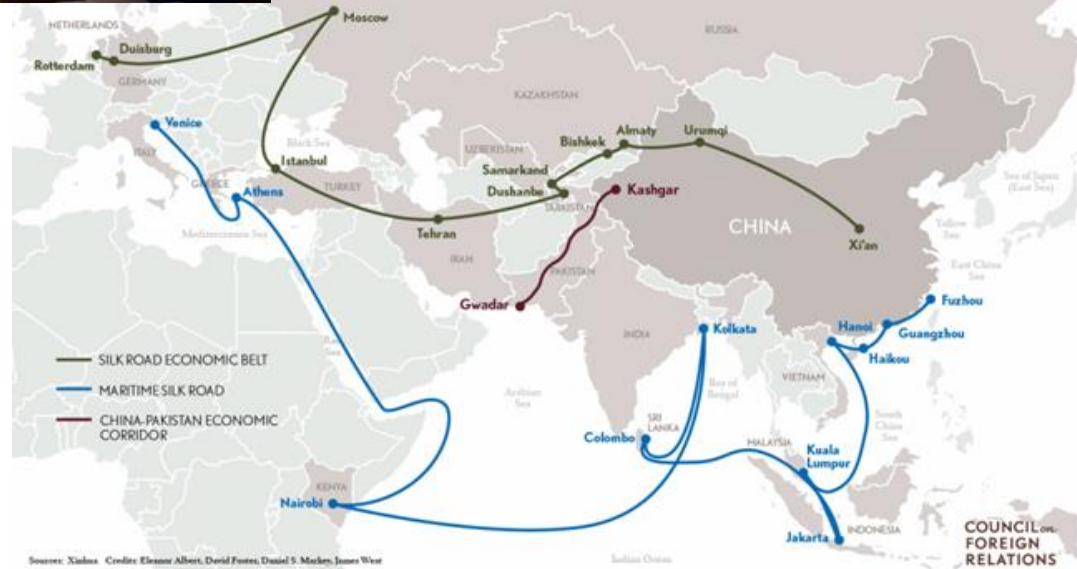 NETHERLANDS
Moscow
Duisburg
Rotterdam
RUSSIA
GERMANY
KAZAKHSTAN
Venice
Almaty
Urumqi
Bishkek
Black Sea
UZBEKISTAN
ITALY
Istanbul
Samarkand
Sea of Japan
(East Sea)
GREECE
Athens
TURKEY
Dushanbe
TAJIKISTAN
Kashgar
Yellow
Sea
Mediterranean Sea
Tehran
CHINA
Xi'an
IRAN
PAKISTAN
East China
Sea
Gwadar
Fuzhou
Kolkata
Hanoi
Guangzhou
INDIA
Haikou
SILK ROAD ECONOMIC BELT
Red
Sea
MARITIME SILK ROAD
Arabian
Sea
Bay of
Bengal
VIETNAM
CHINA-PAKISTAN ECONOMIC
CORRIDOR
SRI
LANKA
South
China
Sea
Colombo
MALAYSIA
Kuala
Lumpur
KENYA
Nairobi
Jakarta
INDONESIA
COUNCIL on
FOREIGN
RELATIONS
Sources: Xinhua Credits: Eleanor Albert, David Foster, Daniel S. Markey, James West
Indian Ocean